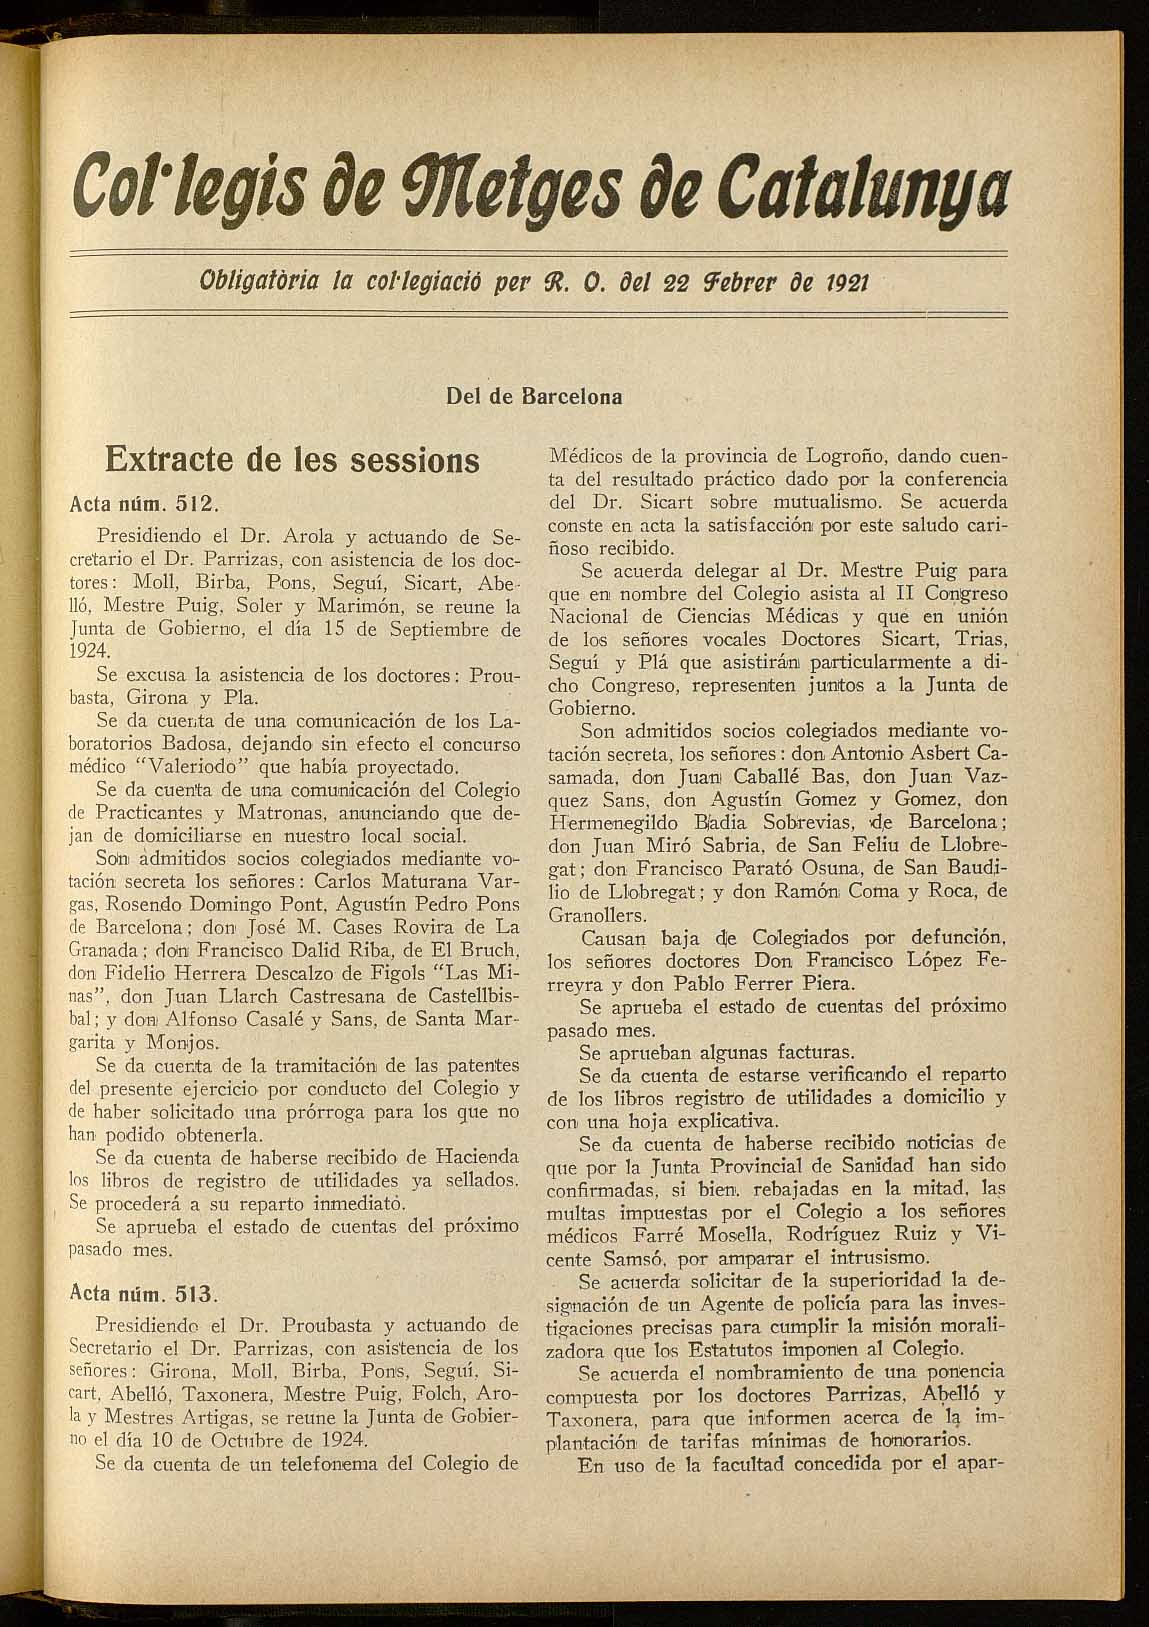 Col·legis de Metges de Catalunya
Obligatòria la col·legiació per R. O. del 22 Febrer de 1921
Del de Barcelona
Extracte de les sessions
Acta núm. 512.
Presidiendo el Dr. Arola y actuando de Se-
cretario el Dr. Parrizas, con asistencia de los doc-
tores: Moll, Birba, Pons, Seguí, Sicart, Abe-
lló, Mestre Puig, Soler y Marimón, se reune la
Junta de Gobierno, el día 15 de Septiembre de
1924.
Se excusa la asistencia de los doctores: Prou-
basta, Girona y Pla.
Se da cuenta de una comunicación de los La-
boratorios Badosa, dejando sin efecto el concurso
médico "Valeriodo" que había proyectado.
Se da cuenta de una comunicación del Colegio
de Practicantes y Matronas, anunciando que de-
jan de domiciliarse en nuestro local social.
Son admitidos socios colegiados mediante vo-
tación secreta los señores: Carlos Maturana Var-
gas, Rosendo Domingo Pont, Agustín Pedro Pons
de Barcelona; don José M. Cases Rovira de La
Granada; don Francisco Dalid Riba, de El Bruch,
don Fidelio Herrera Descalzo de Figols "Las Mi-
nas", don Juan Llarch Castresana de Castellbis-
bal; y don Alfonso Casalé y Sans, de Santa Mar-
garita y Monjos.
Se da cuenta de la tramitación de las patentes
del presente ejercicio por conducto del Colegio y
de haber solicitado una prórroga para los que no
han podido obtenerla.
Se da cuenta de haberse recibido de Hacienda
los libros de registro de utilidades ya sellados.
Se procederá a su reparto inmediato.
Se aprueba el estado de cuentas del próximo
pasado mes.
Acta núm. 513.
Presidiendo el Dr. Proubasta y actuando de
Secretario el Dr. Parrizas, con asistencia de los
señores: Girona, Moll, Birba, Pons, Seguí, Si-
cart, Abelló, Taxonera, Mestre Puig, Folch, Aro-
la y Mestres Artigas, se reune la Junta de Gobier-
no el día 10 de Octubre de 1924.
Se da cuenta de un telefonema del Colegio de
Médicos de la provincia de Logroño, dando cuen-
ta del resultado práctico dado por la conferencia
del Dr. Sicart sobre mutualismo. Se acuerda
conste en acta la satisfacción por este saludo cari-
ñoso recibido.
Se acuerda delegar al Dr. Mestre Puig para
que en nombre del Colegio asista al II Congreso
Nacional de Ciencias Médicas y que en unión
de los señores vocales Doctores Sicart, Trias,
Seguí y Plá que asistirán particularmente a di-
cho Congreso, representen juntos a la Junta de
Gobierno.
Son admitidos socios colegiados mediante vo-
tación secreta, los señores: don Antonio Asbert Ca-
samada, don Juan Caballé Bas, don Juan Vaz-
quez Sans, don Agustín Gomez y Gomez, don
Hermenegildo Badia Sobrevias, de Barcelona;
don Juan Miró Sabria, de San Feliu de Llobre-
gat; don Francisco Parató Osuna, de San Baudi-
lio de Llobregat; y don Ramón Coma y Roca, de
Granollers.
Causan baja de Colegiados por defunción,
los señores doctores Don Francisco López Fe-
rreyra y don Pablo Ferrer Piera.
Se aprueba el estado de cuentas del próximo
pasado mes.
Se aprueban algunas facturas.
Se da cuenta de estarse verificando el reparto
de los libros registro de utilidades a domicilio y
con una hoja explicativa.
Se da cuenta de haberse recibido noticias de
que por la Junta Provincial de Sanidad han sido
confirmadas, si bien, rebajadas en la mitad, las
multas impuestas por el Colegio a los señores
médicos Farré Mosella, Rodríguez Ruiz y Vi-
cente Samsó, por amparar el intrusismo.
Se acuerda solicitar de la superioridad la de-
signación de un Agente de policía para las inves-
tigaciones precisas para cumplir la misión morali-
zadora que los Estatutos imponen al Colegio.
Se acuerda el nombramiento de una ponencia
compuesta por los doctores Parrizas, Abelló y
Taxonera, para que informen acerca de la im-
plantación de tarifas mínimas de honorarios.
En uso de la facultad concedida por el apar-